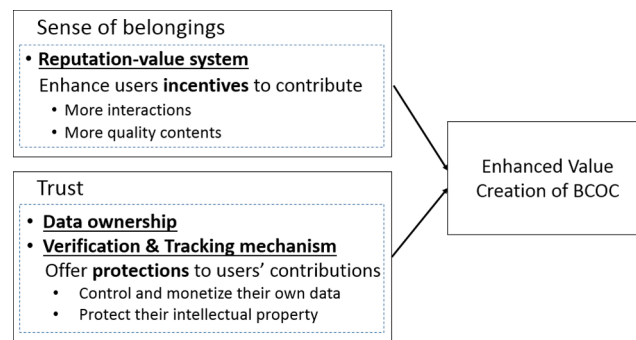 Sense of belongings
• Reputation-value system
Enhance users incentives to contribute
• More interactions
• More quality contents
Trust
• Data ownership
• Verification & Tracking mechanism
Offer protections to users' contributions
• Control and monetize their own data
• Protect their intellectual property
Enhanced Value
Creation of BCOC